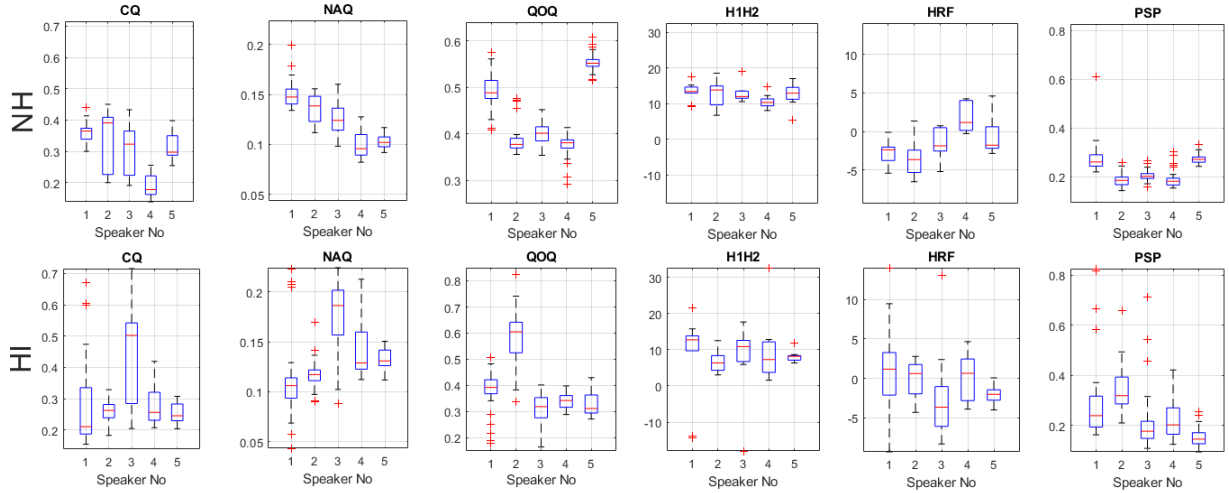 CQ NAQ QOQ H1H2 HRF PSP
NH
0.7 0.6 0.5 0.4 0.3 0.2
0.2 0.15 0.1 0.05
0.6 0.5 0.4 0.3
30 20 10 0 -10
10 5 0 -5
0.8 0.6 0.4 0.2
1 2 3 4 5 1 2 3 4 5 1 2 3 4 5 1 2 3 4 5 1 2 3 4 5 1 2 3 4 5
Speaker No Speaker No Speaker No Speaker No Speaker No Speaker No
CQ NAQ QOQ H1H2 HRF PSP
HI
0.7 0.6 0.5 0.4 0.3 0.2
0.2 0.15 0.1 0.05
0.8 0.7 0.6 0.5 0.4 0.3 0.2
30 20 10 0 -10
10 5 0 -5
0.8 0.6 0.4 0.2
1 2 3 4 5 1 2 3 4 5 1 2 3 4 5 1 2 3 4 5 1 2 3 4 5 1 2 3 4 5
Speaker No Speaker No Speaker No Speaker No Speaker No Speaker No